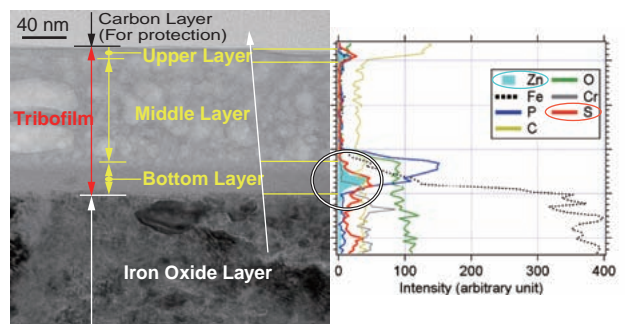 40 nm
Carbon Layer
(For protection)
Upper Layer
Tribofilm
Middle Layer
Bottom Layer
Iron Oxide Layer
Zn
O
Fe
Cr
P
S
C
0
100
200
300
400
Intensity (arbitrary unit)